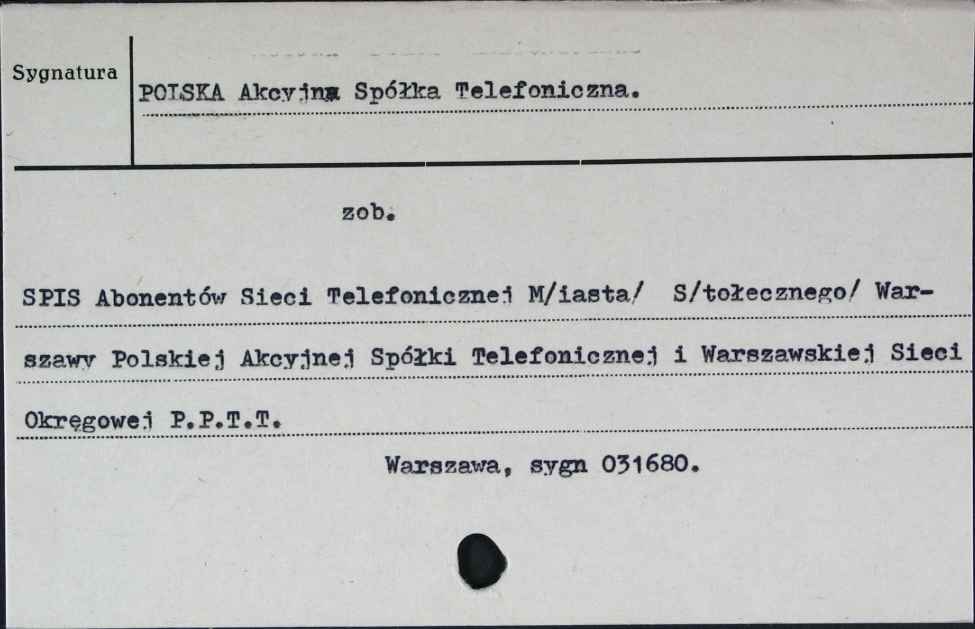 Sygnatura
POLSKA Akcyjna Spółka Telefoniczna.
zob.
SPIS Abonentów Sieci Telefonicznej M/iasta/ S/tołecznego/ War-
szawy Polskiej Akcyjnej Spółki Telefonicznej i Warszawskiej Sieci
Okręgowej P.P.T.T.
Warszawa, sygn 031680.